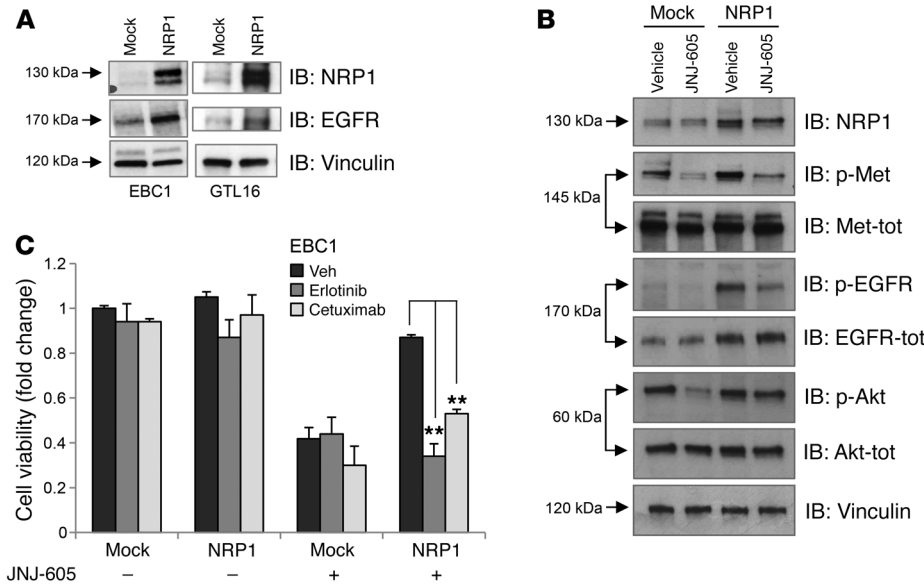 A
Mock
NRP1
Mock
NRP1
130 kDa
IB: NRP1
170 kDa
IB: EGFR
120 kDa
IB: Vinculin
EBC1
GTL16
B
Mock
NRP1
Vehicle
JNJ-605
Vehicle
JNJ-605
130 kDa
IB: NRP1
IB: p-Met
145 kDa
IB: Met-tot
IB: p-EGFR
170 kDa
IB: EGFR-tot
IB: p-Akt
60 kDa
IB: Akt-tot
120 kDa
IB: Vinculin
C
EBC1
Veh
Erlotinib
Cetuximab
Cell viability (fold change)
1.2
1
0.8
0.6
0.4
0.2
0
**
**
Mock
NRP1
Mock
NRP1
JNJ-605 – – + +